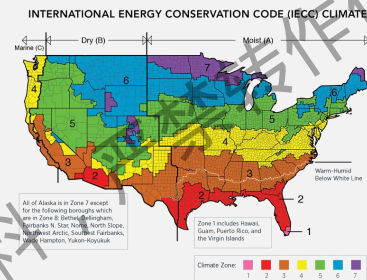 INTERNATIONAL ENERGY CONSERVATION CODE (IECC) CLIMATE
Dry (B)
Moist (A)
Marine (C)
7
6
6
4
5
5
4
3
3
2
2
2
1
Warm-Humid
Below White Line
All of Alaska is in Zone 7 except
for the following boroughs which
are in Zone 8: Bethel, Dellingham,
Fairbanks N. Star, Nome, North Slope,
Northwest Arctic, Southeast Fairbanks,
Wade Hampton, Yukon-Koyukuk
Zone 1 includes Hawaii,
Guam, Puerto Rico, and
the Virgin Islands
Climate Zone:
1 2 3 4 5 6 7